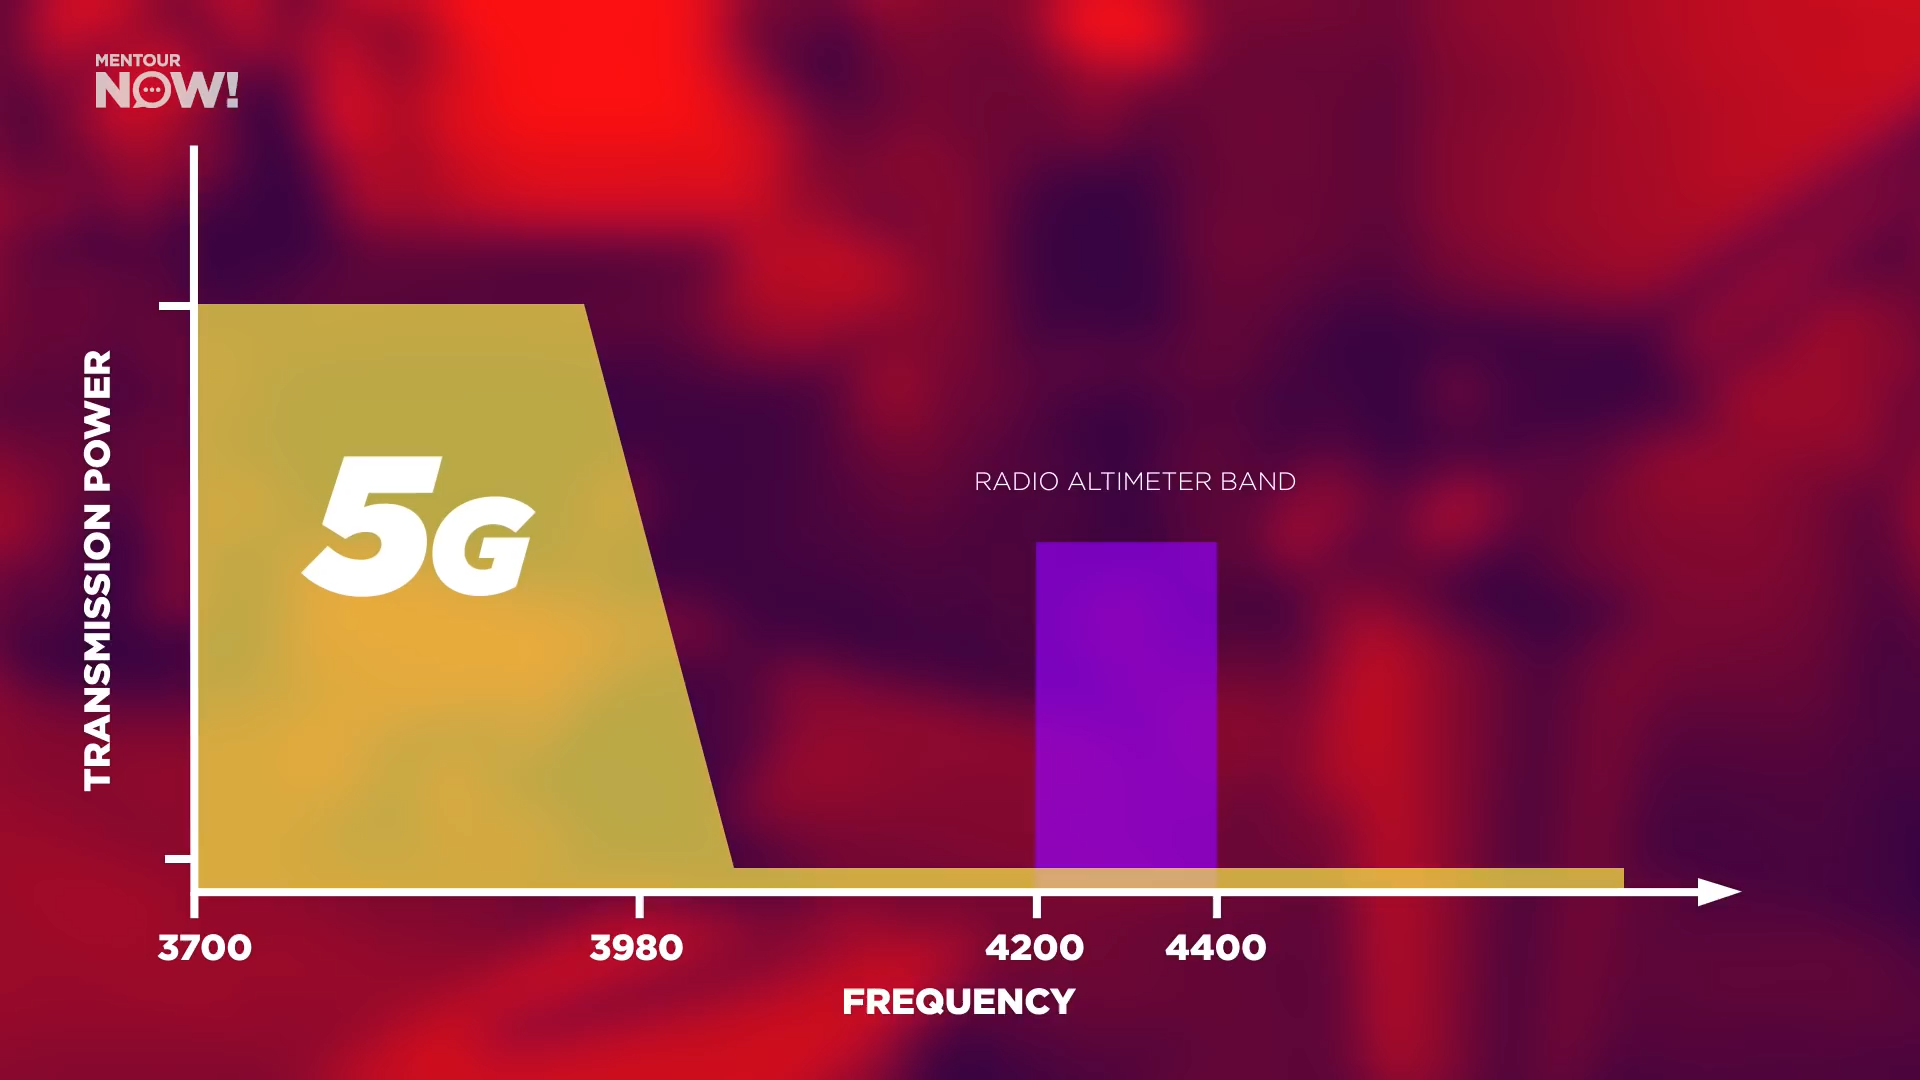 MENTOUR
NOW!
TRANSMISSION POWER
5G
RADIO ALTIMETER BAND
3700
3980
4200
4400
FREQUENCY